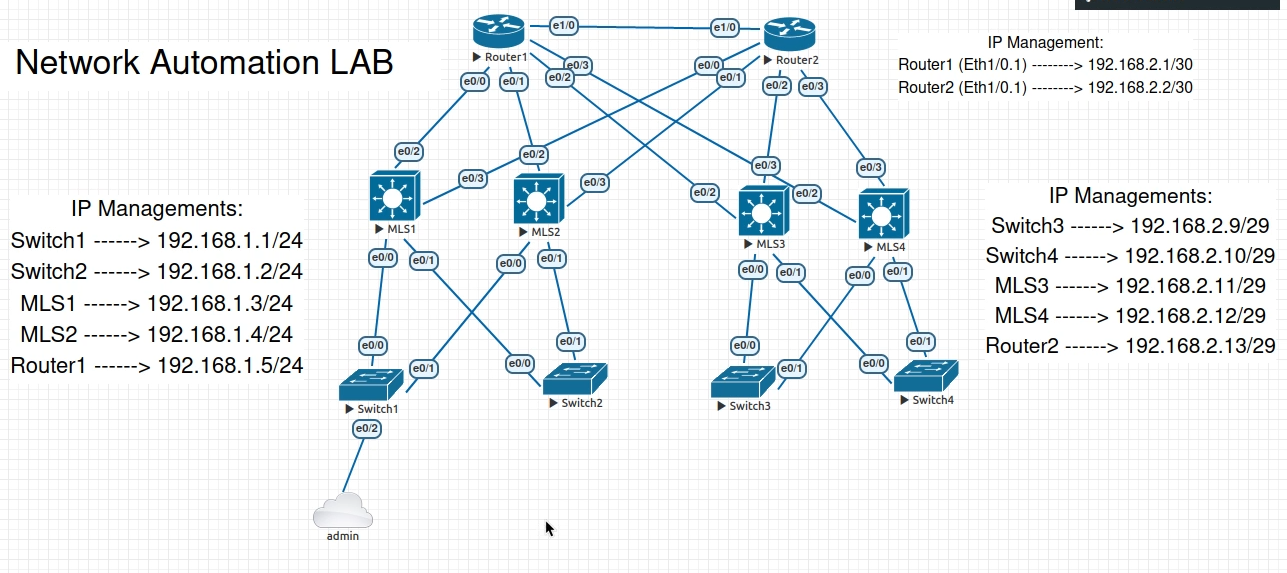 Network Automation LAB
IP Management:
Router1 (Eth1/0.1) --------> 192.168.2.1/30
Router2 (Eth1/0.1) --------> 192.168.2.2/30
IP Managements:
Switch1 ------> 192.168.1.1/24
Switch2 ------> 192.168.1.2/24
MLS1 ------> 192.168.1.3/24
MLS2 ------> 192.168.1.4/24
Router1 ------> 192.168.1.5/24
IP Managements:
Switch3 ------> 192.168.2.9/29
Switch4 ------> 192.168.2.10/29
MLS3 ------> 192.168.2.11/29
MLS4 ------> 192.168.2.12/29
Router2 ------> 192.168.2.13/29
e1/0 e1/0
Router1 Router2
e0/0 e0/1 e0/2 e0/3 e0/0 e0/1 e0/2 e0/3
e0/2 e0/2 e0/3 e0/3
e0/3 e0/3 e0/2 e0/2
MLS1 MLS2 MLS3 MLS4
e0/0 e0/1 e0/0 e0/1 e0/0 e0/1 e0/0 e0/1
e0/0 e0/1 e0/0 e0/1 e0/0 e0/1 e0/0 e0/1
Switch1 Switch2 Switch3 Switch4
e0/2
admin